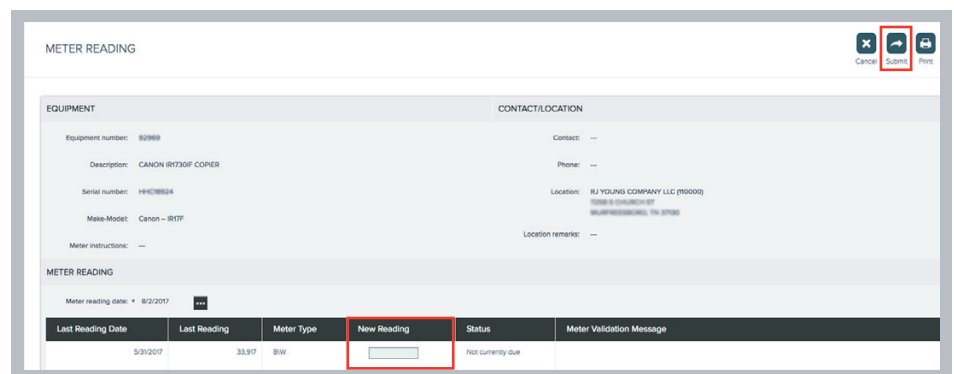 METER READING
Cancel Submit Print
EQUIPMENT CONTACT/LOCATION
Equipment number: Contact: —
Description: CANON IR1730IF COPIER Phone: —
Serial number: Location: RJ YOUNG COMPANY LLC (110000)
Make-Model: Canon – IR17F
Location remarks: —
Meter instructions: —
METER READING
Meter reading date: • 8/2/2017 •••
Last Reading Date Last Reading Meter Type New Reading Status Meter Validation Message
5/31/2017 33,917 B\W Not currently due